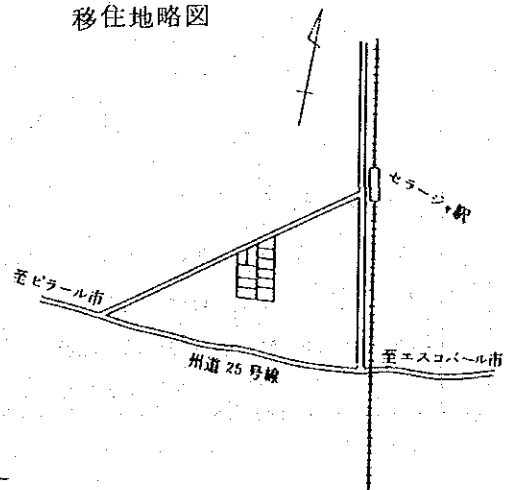 移住地略図
セラージャ駅
至ピラール市
州道25号線
至エスコバール市